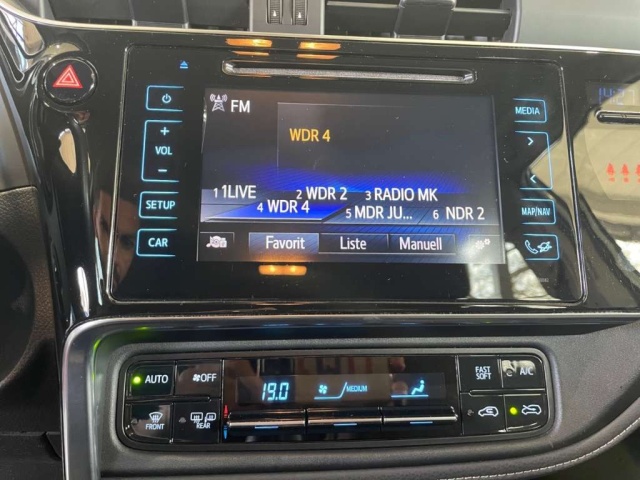 FM
MEDIA
WDR 4
+
VOL
−
1 1LIVE 2 WDR 2 3 RADIO MK
4 WDR 4 5 MDR JU... 6 NDR 2
SETUP
MAP/NAV
CAR
Favorit Liste Manuell
AUTO OFF
19.0 MEDIUM
FAST
SOFT
A/C
FRONT
REAR